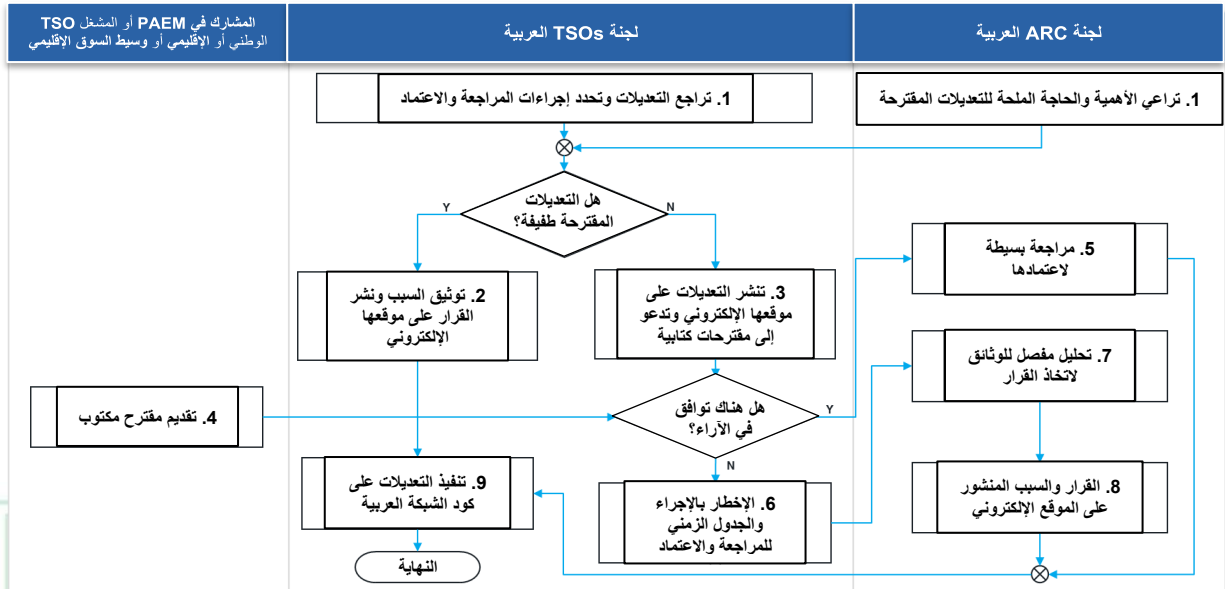 لجنة ARC العربية
لجنة TSOs العربية
المشارك في PAEM أو المشغل TSO
الوطني أو الإقليمي أو وسيط السوق الإقليمي
1. تراعي الأهمية والحاجة الملحة للتعديلات المقترحة
1. تراجع التعديلات وتحدد إجراءات المراجعة والاعتماد
هل التعديلات
المقترحة طفيفة؟
Y
N
2. توثيق السبب ونشر
القرار على موقعها
الإلكتروني
3. تنشر التعديلات على
موقعها الإلكتروني وتدعو
إلى مقترحات كتابية
4. تقديم مقترح مكتوب
هل هناك توافق
في الآراء؟
Y
N
5. مراجعة بسيطة
لاعتمادها
6. الإخطار بالإجراء
والجدول الزمني
للمراجعة والاعتماد
7. تحليل مفصل للوثائق
لاتخاذ القرار
8. القرار والسبب المنشور
على الموقع الإلكتروني
9. تنفيذ التعديلات على
كود الشبكة العربية
النهاية